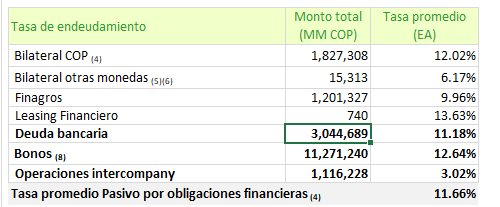 Tasa de endeudamiento Monto total (MM COP) Tasa promedio (EA)
Bilateral COP (4) 1,827,308 12.02%
Bilateral otras monedas (5)(6) 15,313 6.17%
Finagros 1,201,327 9.96%
Leasing Financiero 740 13.63%
Deuda bancaria 3,044,689 11.18%
Bonos (8) 11,271,240 12.64%
Operaciones intercompany 1,116,228 3.02%
Tasa promedio Pasivo por obligaciones financieras (4) 11.66%